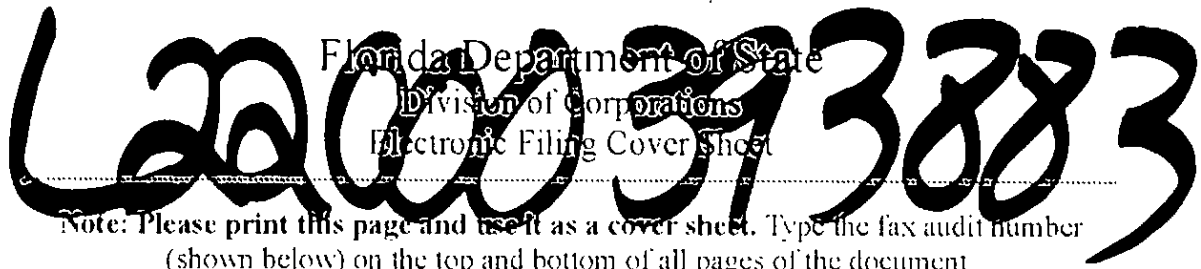 L22000393883
Florida Department of State
Division of Corporations
Electronic Filing Cover Sheet
Note: Please print this page and use it as a cover sheet. Type the fax audit number
(shown below) on the top and bottom of all pages of the document